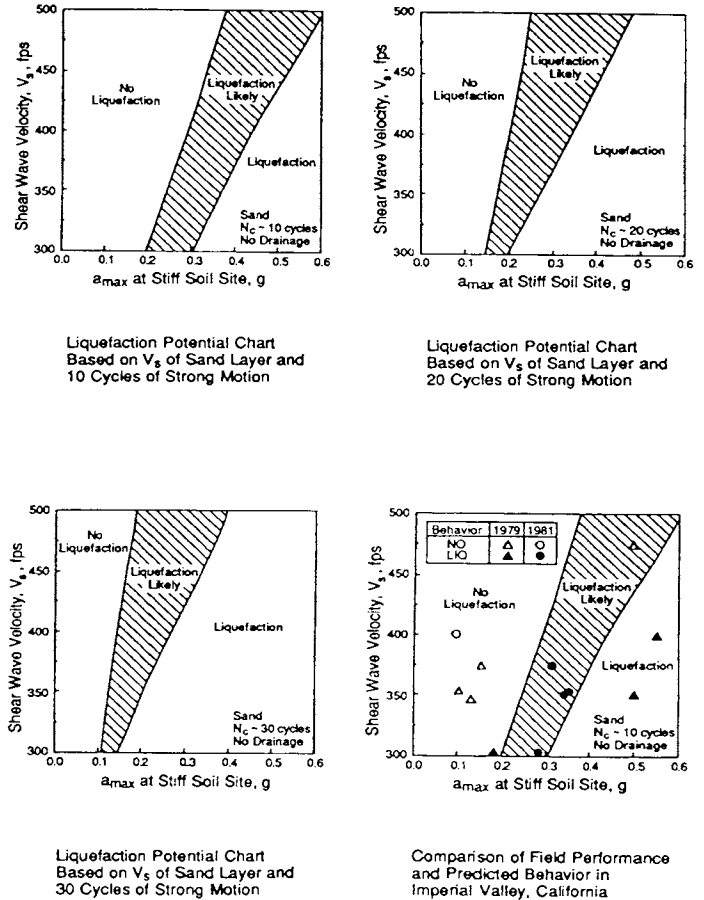 500
450
400
350
300
Shear Wave Velocity, Vs, fps
No
Liquefaction
Liquefaction
Likely
Liquefaction
Sand
Nc ~ 10 cycles
No Drainage
0.0 0.1 0.2 0.3 0.4 0.5 0.6
amax at Stiff Soil Site, g
Liquefaction Potential Chart
Based on Vs of Sand Layer and
10 Cycles of Strong Motion
500
450
400
350
300
Shear Wave Velocity, Vs, fps
No
Liquefaction
Liquefaction
Likely
Liquefaction
Sand
Nc ~ 20 cycles
No Drainage
0.0 0.1 0.2 0.3 0.4 0.5 0.6
amax at Stiff Soil Site, g
Liquefaction Potential Chart
Based on Vs of Sand Layer and
20 Cycles of Strong Motion
500
450
400
350
300
Shear Wave Velocity, Vs, fps
No
Liquefaction
Liquefaction
Likely
Liquefaction
Sand
Nc ~ 30 cycles
No Drainage
0.0 0.1 0.2 0.3 0.4 0.5 0.6
amax at Stiff Soil Site, g
Liquefaction Potential Chart
Based on Vs of Sand Layer and
30 Cycles of Strong Motion
500
450
400
350
300
Shear Wave Velocity, Vs, fps
Behavior 1979 1981
NO
LIQ
No
Liquefaction
Liquefaction
Likely
Liquefaction
Sand
Nc ~ 10 cycles
No Drainage
0.0 0.1 0.2 0.3 0.4 0.5 0.6
amax at Stiff Soil Site, g
Comparison of Field Performance
and Predicted Behavior in
Imperial Valley, California